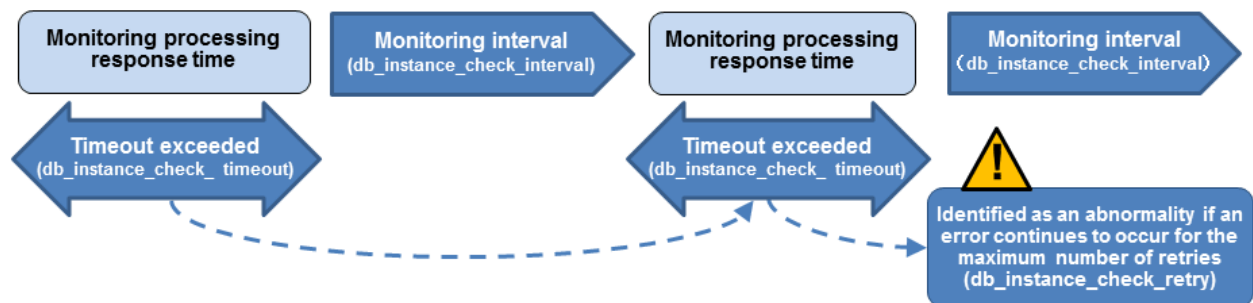 Monitoring processing
response time
Monitoring interval
(db_instance_check_interval)
Monitoring processing
response time
Monitoring interval
（db_instance_check_interval）
Timeout exceeded
(db_instance_check_ timeout)
Timeout exceeded
(db_instance_check_ timeout)
!
Identified as an abnormality if an
error continues to occur for the
maximum number of retries
(db_instance_check_retry)